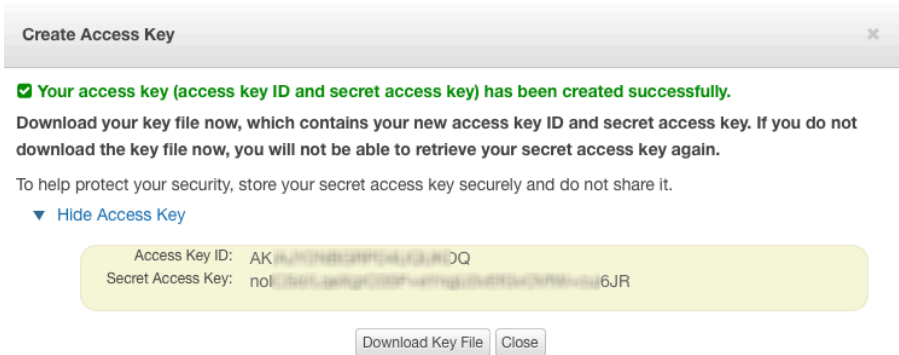 Create Access Key
×
Your access key (access key ID and secret access key) has been created successfully.
Download your key file now, which contains your new access key ID and secret access key. If you do not
download the key file now, you will not be able to retrieve your secret access key again.
To help protect your security, store your secret access key securely and do not share it.
Hide Access Key
Access Key ID:
Secret Access Key:
Download Key File Close